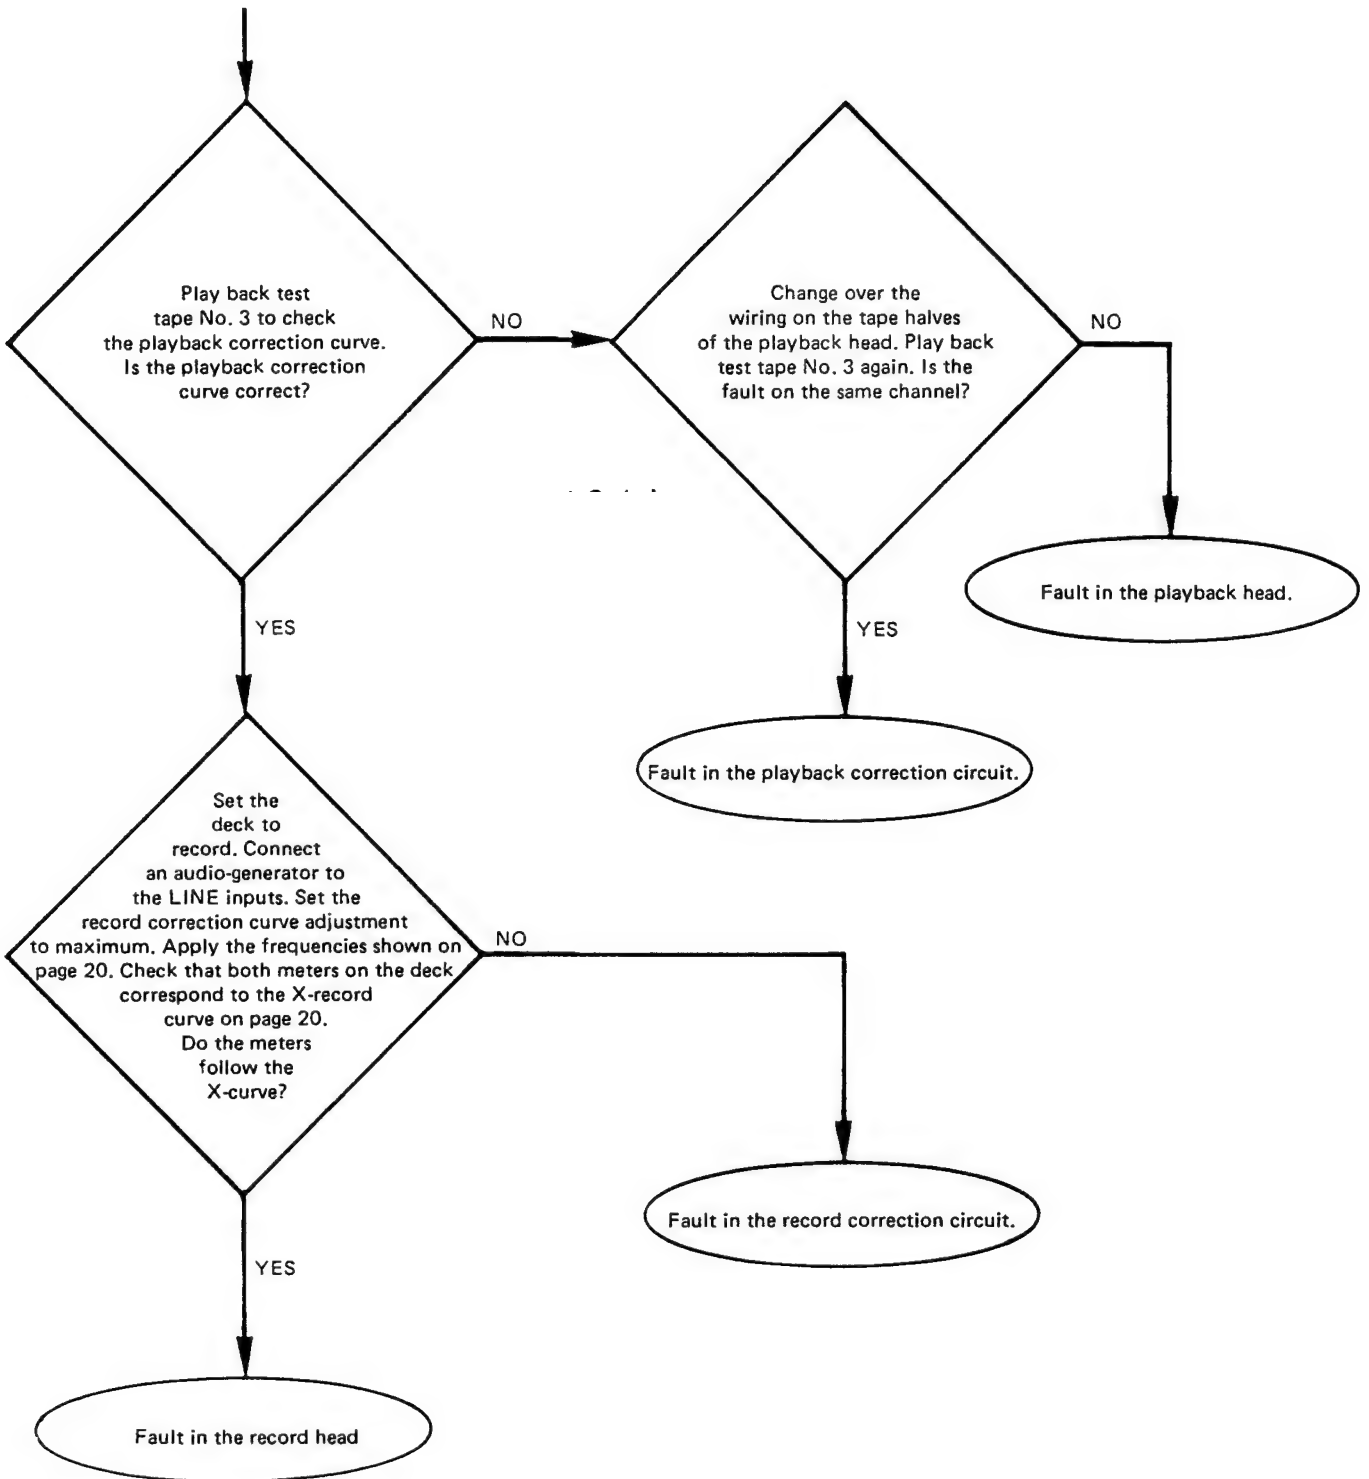 Play back test
tape No. 3 to check
the playback correction curve.
Is the playback correction
curve correct?
NO
Change over the
wiring on the tape halves
of the playback head. Play back
test tape No. 3 again. Is the
fault on the same channel?
NO
Fault in the playback head.
YES
YES
Fault in the playback correction circuit.
Set the
deck to
record. Connect
an audio-generator to
the LINE inputs. Set the
record correction curve adjustment
to maximum. Apply the frequencies shown on
page 20. Check that both meters on the deck
correspond to the X-record
curve on page 20.
Do the meters
follow the
X-curve?
NO
Fault in the record correction circuit.
YES
Fault in the record head